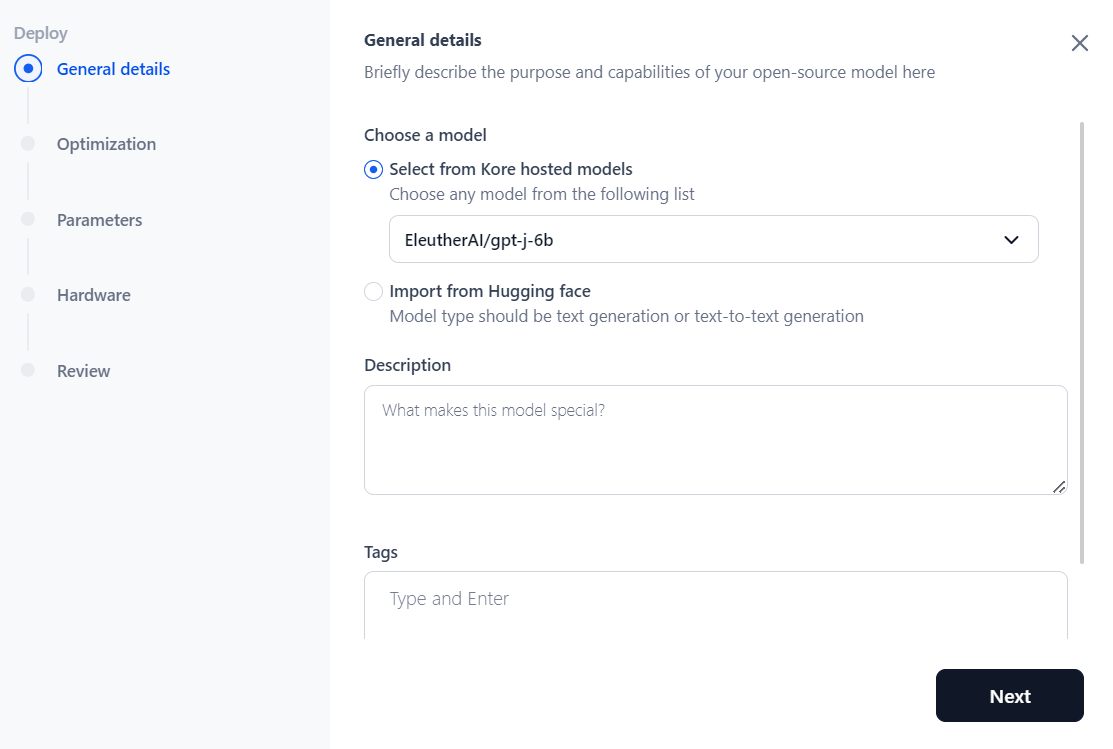 Deploy
General details
Optimization
Parameters
Hardware
Review
General details
Briefly describe the purpose and capabilities of your open-source model here
Choose a model
Select from Kore hosted models
Choose any model from the following list
EleutherAI/gpt-j-6b
Import from Hugging face
Model type should be text generation or text-to-text generation
Description
What makes this model special?
Tags
Type and Enter
Next